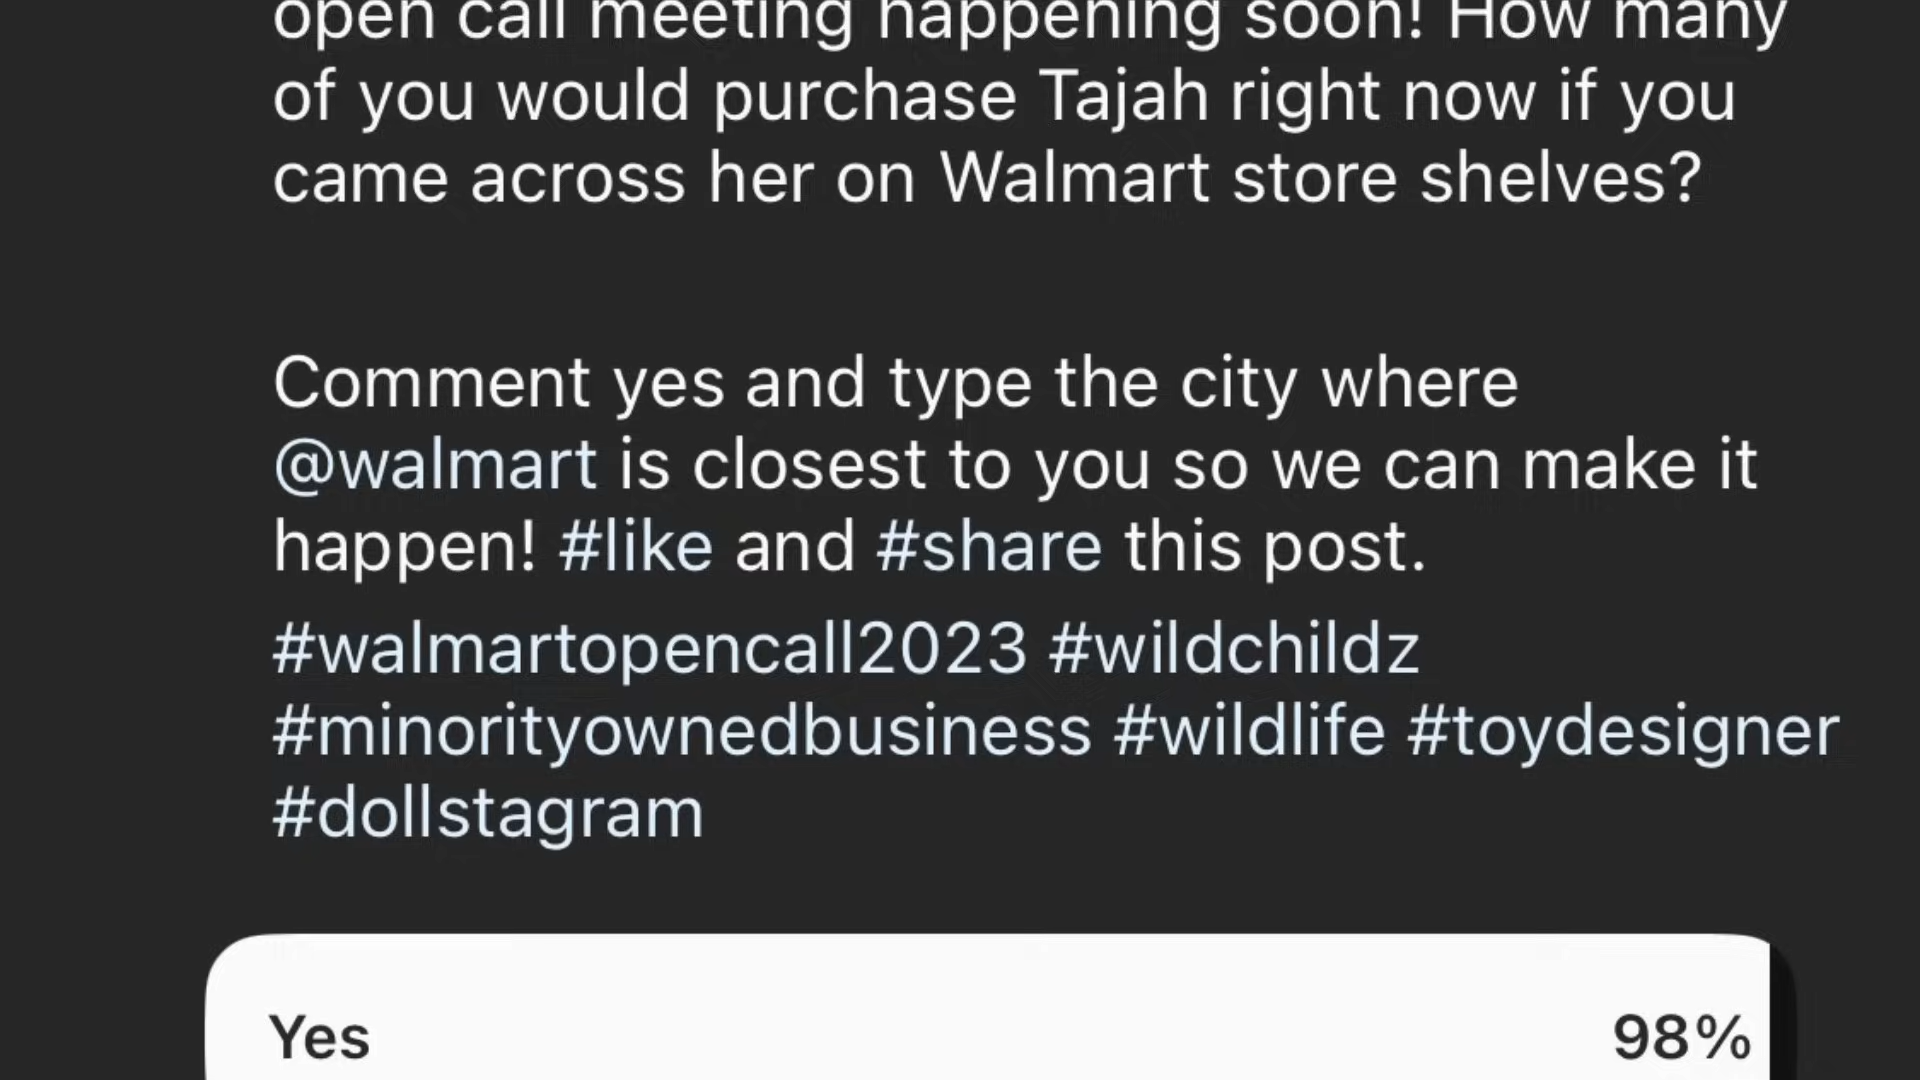 open call meeting happening soon! How many
of you would purchase Tajah right now if you
came across her on Walmart store shelves?
Comment yes and type the city where
@walmart is closest to you so we can make it
happen! #like and #share this post.
#walmartopencall2023 #wildchildz
#minorityownedbusiness #wildlife #toydesigner
#dollstagram
Yes 98%